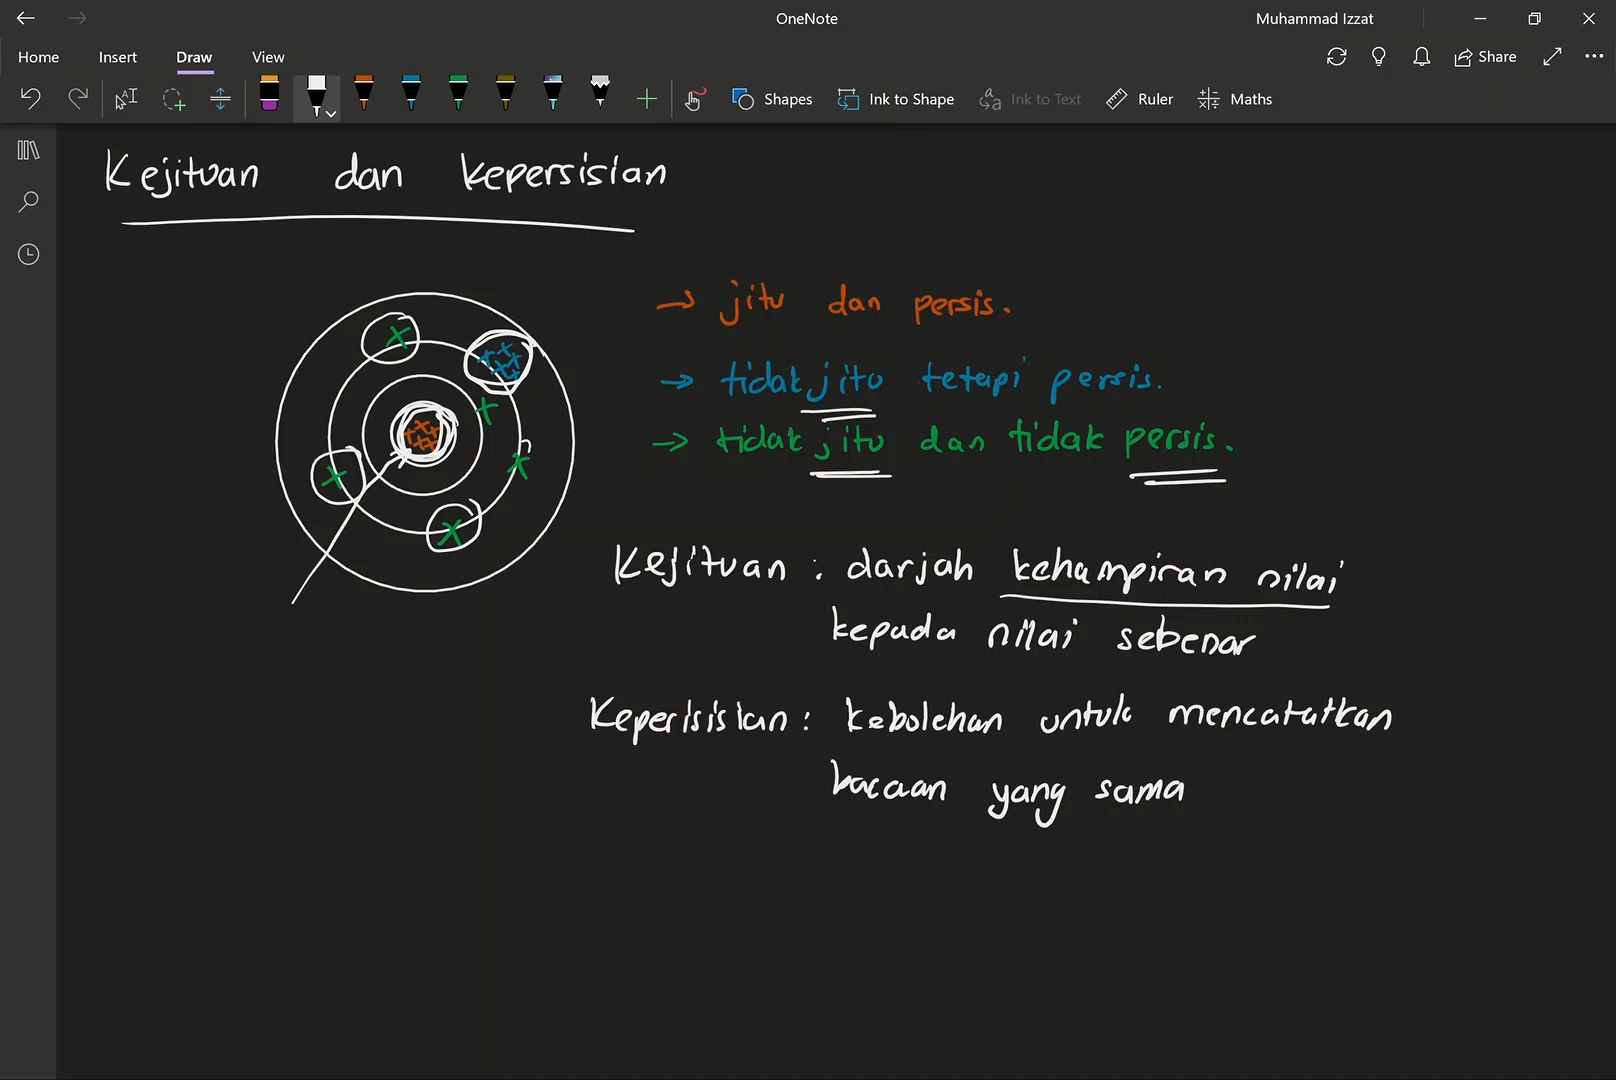 OneNote
Muhammad Izzat
Home Insert Draw View
Share
Shapes Ink to Shape Ink to Text Ruler Maths
Kejituan dan kepersisian
→ jitu dan persis.
→ tidak jitu tetapi persis.
→ tidak jitu dan tidak persis.
Kejituan : darjah kehampiran nilai
kepada nilai sebenar
Keperisisian : kebolehan untuk mencatatkan
bacaan yang sama